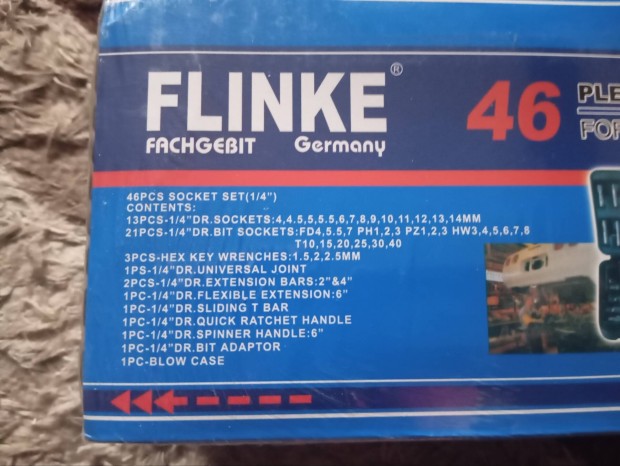 FLINKE®
FACHGEBIT Germany
46 PLE
FOR
46PCS SOCKET SET(1/4")
CONTENTS:
13PCS-1/4"DR.SOCKETS:4,4.5,5,5.5,6,7,8,9,10,11,12,13,14MM
21PCS-1/4"DR.BIT SOCKETS:FD4,5.5,7 PH1,2,3 PZ1,2,3 HW3,4,5,6,7,8
T10,15,20,25,30,40
3PCS-HEX KEY WRENCHES:1.5,2,2.5MM
1PS-1/4"DR.UNIVERSAL JOINT
2PCS-1/4"DR.EXTENSION BARS:2"&4"
1PC-1/4"DR.FLEXIBLE EXTENSION:6"
1PC-1/4"DR.SLIDING T BAR
1PC-1/4"DR.QUICK RATCHET HANDLE
1PC-1/4"DR.SPINNER HANDLE:6"
1PC-1/4"DR.BIT ADAPTOR
1PC-BLOW CASE